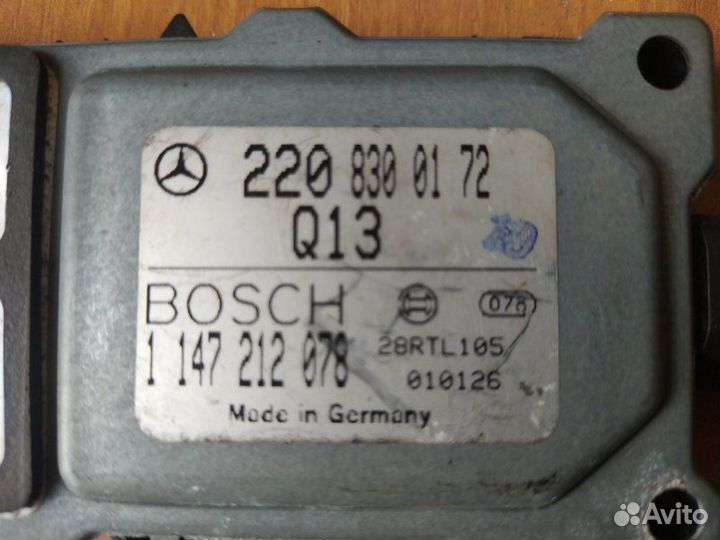 220 830 01 72
Q13
BOSCH
078
1 147 212 078
28RTL105
010126
Made in Germany
Avito